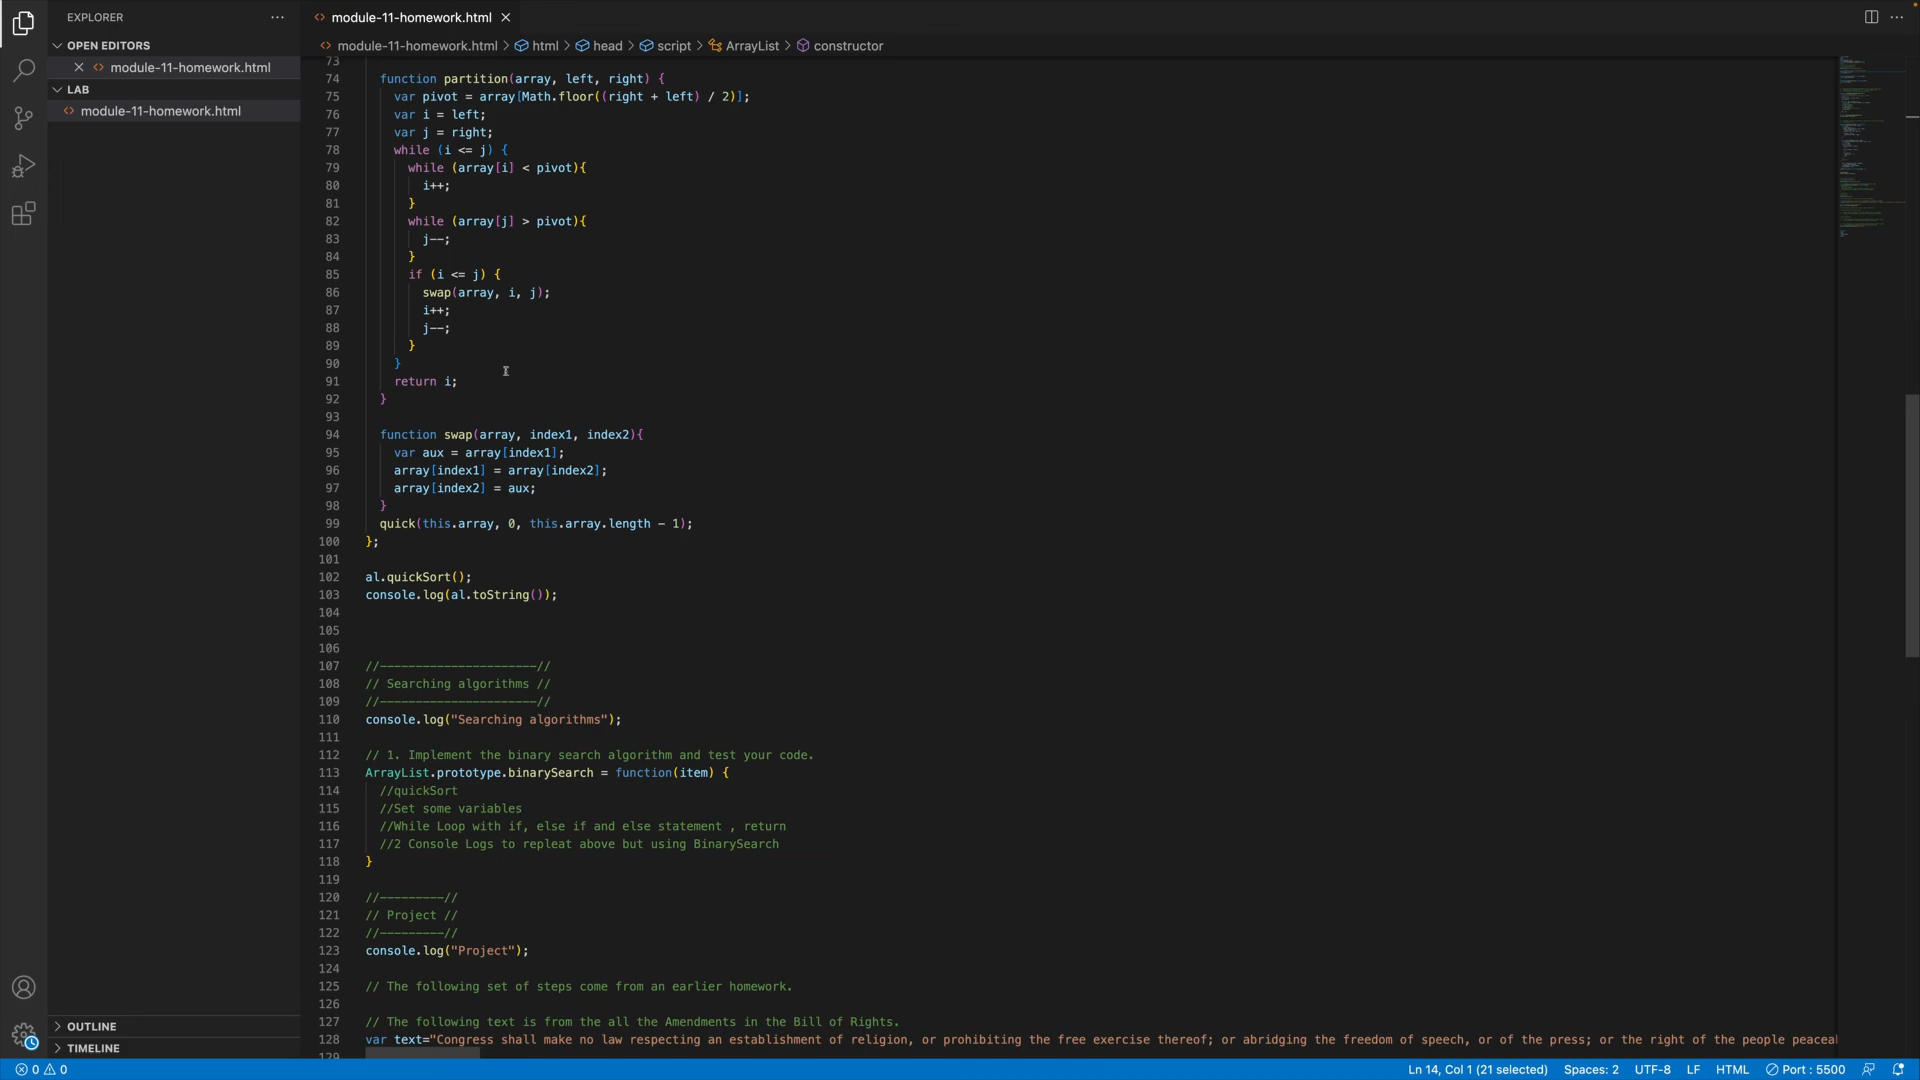 EXPLORER
module-11-homework.html
OPEN EDITORS
module-11-homework.html
LAB
module-11-homework.html
OUTLINE
TIMELINE
module-11-homework.html > html > head > script > ArrayList > constructor
73
74 function partition(array, left, right) {
75 var pivot = array[Math.floor((right + left) / 2)];
76 var i = left;
77 var j = right;
78 while (i <= j) {
79 while (array[i] < pivot){
80 i++;
81 }
82 while (array[j] > pivot){
83 j--;
84 }
85 if (i <= j) {
86 swap(array, i, j);
87 i++;
88 j--;
89 }
90 }
91 return i;
92 }
93
94 function swap(array, index1, index2){
95 var aux = array[index1];
96 array[index1] = array[index2];
97 array[index2] = aux;
98 }
99 quick(this.array, 0, this.array.length - 1);
100 };
101
102 al.quickSort();
103 console.log(al.toString());
104
105
106
107 //----------------------//
108 // Searching algorithms //
109 //----------------------//
110 console.log("Searching algorithms");
111
112 // 1. Implement the binary search algorithm and test your code.
113 ArrayList.prototype.binarySearch = function(item) {
114 //quickSort
115 //Set some variables
116 //While Loop with if, else if and else statement , return
117 //2 Console Logs to repleat above but using BinarySearch
118 }
119
120 //---------//
121 // Project //
122 //---------//
123 console.log("Project");
124
125 // The following set of steps come from an earlier homework.
126
127 // The following text is from the all the Amendments in the Bill of Rights.
128 var text="Congress shall make no law respecting an establishment of religion, or prohibiting the free exercise thereof; or abridging the freedom of speech, or of the press; or the right of the people peaceal
129
0 0
Ln 14, Col 1 (21 selected) Spaces: 2 UTF-8 LF HTML Port : 5500